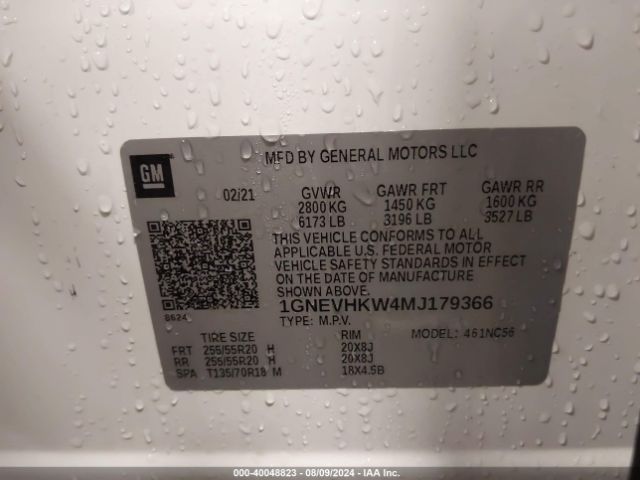 GM
MFD BY GENERAL MOTORS LLC
02/21 GVWR GAWR FRT GAWR RR
2800 KG 1450 KG 1600 KG
6173 LB 3196 LB 3527 LB
THIS VEHICLE CONFORMS TO ALL
APPLICABLE U.S. FEDERAL MOTOR
VEHICLE SAFETY STANDARDS IN EFFECT
ON THE DATE OF MANUFACTURE
SHOWN ABOVE.
8624
1GNEVHKW4MJ179366
TYPE: M.P.V.
TIRE SIZE RIM MODEL: 461NC56
FRT 255/55R20 H 20X8J
RR 255/55R20 H 20X8J
SPA T135/70R18 M 18X4.5B
000-40048823 - 08/09/2024 - IAA Inc.